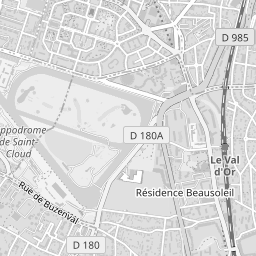 D 985
D 180A
ppodrome
de Saint-
Cloud
Le Val
d'Or
Résidence Beausoleil
Rue de Buzenval
D 180